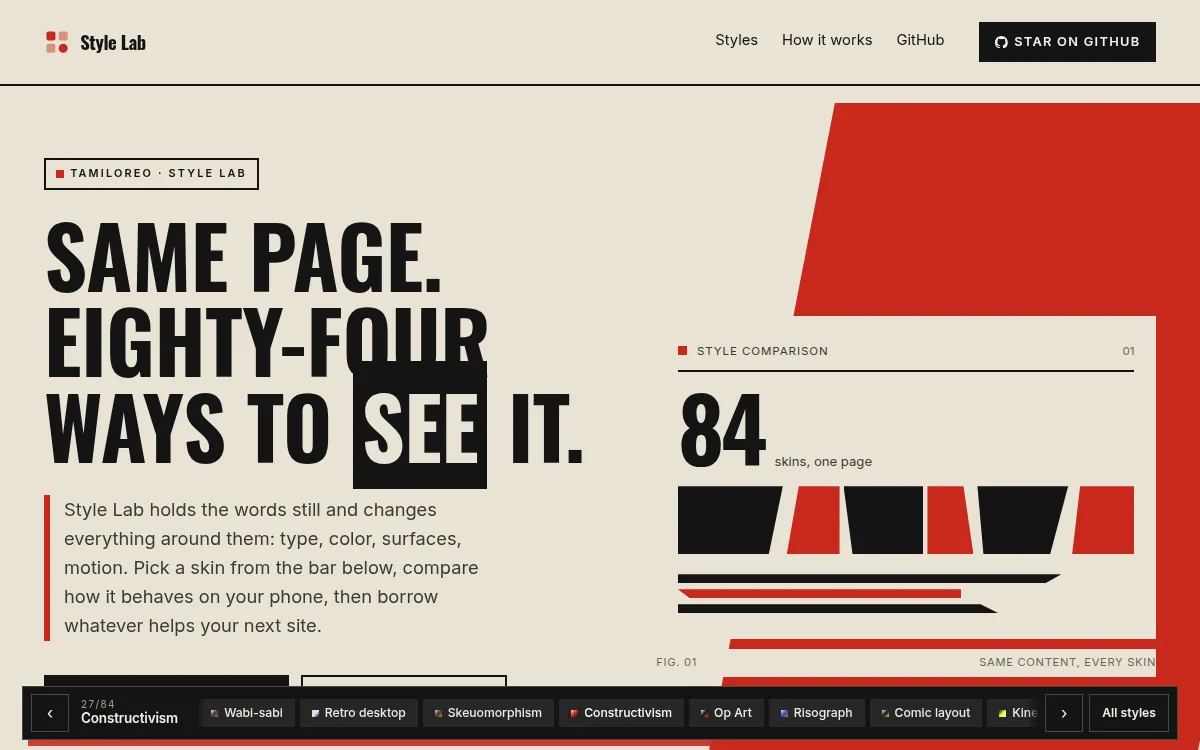 Style Lab
Styles
How it works
GitHub
STAR ON GITHUB
TAMILOREO · STYLE LAB
SAME PAGE.
EIGHTY-FOUR
WAYS TO SEE IT.
Style Lab holds the words still and changes
everything around them: type, color, surfaces,
motion. Pick a skin from the bar below, compare
how it behaves on your phone, then borrow
whatever helps your next site.
STYLE COMPARISON
01
84 skins, one page
FIG. 01
SAME CONTENT, EVERY SKIN
‹
27/84
Constructivism
Wabi-sabi
Retro desktop
Skeuomorphism
Constructivism
Op Art
Risograph
Comic layout
›
All styles